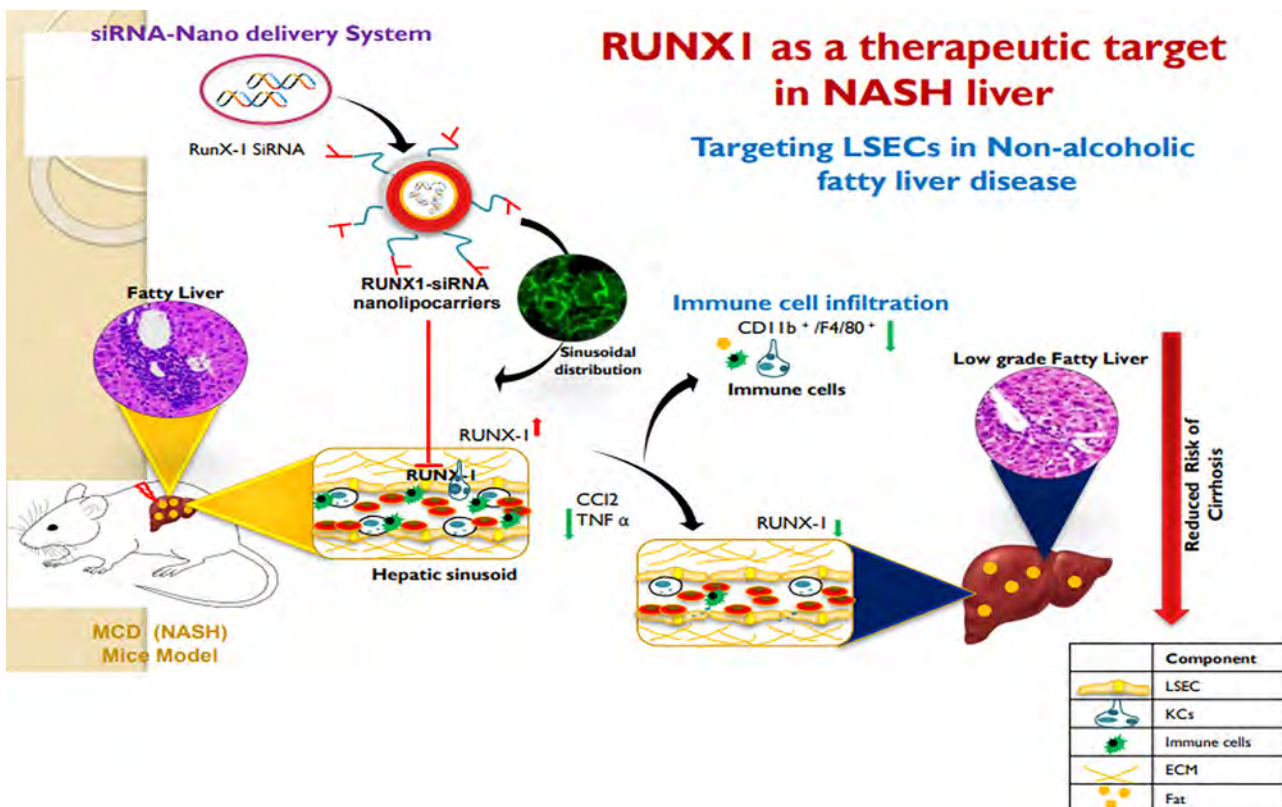 siRNA-Nano delivery System
RunX-1 SiRNA
RUNX1 as a therapeutic target
in NASH liver
Targeting LSECs in Non-alcoholic
fatty liver disease
RUNX1-siRNA
nanolipocarriers
Fatty Liver
Sinusoidal
distribution
Immune cell infiltration
CD11b + /F4/80 +
Immune cells
Low grade Fatty Liver
Reduced Risk of
Cirrhosis
RUNX-1
RUNX-1
CCl2
TNF α
Hepatic sinusoid
RUNX-1
MCD (NASH)
Mice Model
Component
LSEC
KCs
Immune cells
ECM
Fat